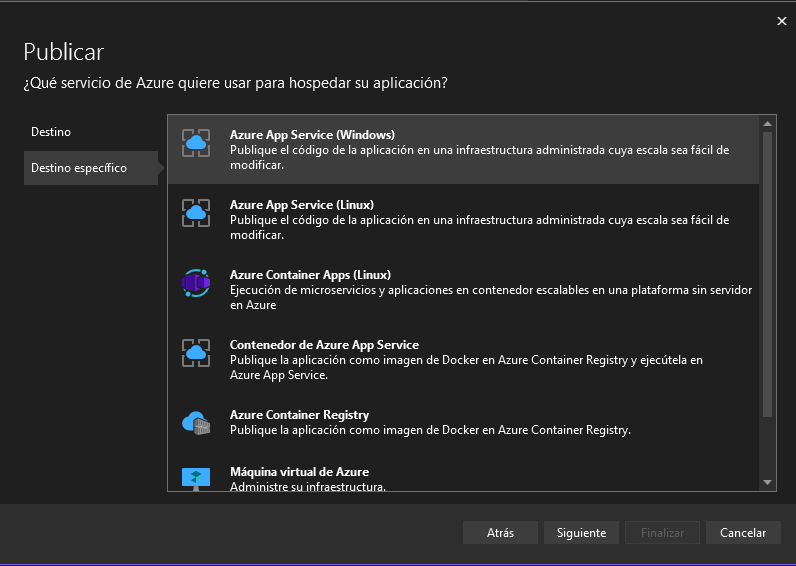 Publicar
¿Qué servicio de Azure quiere usar para hospedar su aplicación?
Destino
Destino específico
Azure App Service (Windows)
Publique el código de la aplicación en una infraestructura administrada cuya escala sea fácil de
modificar.
Azure App Service (Linux)
Publique el código de la aplicación en una infraestructura administrada cuya escala sea fácil de
modificar.
Azure Container Apps (Linux)
Ejecución de microservicios y aplicaciones en contenedor escalables en una plataforma sin servidor
en Azure
Contenedor de Azure App Service
Publique la aplicación como imagen de Docker en Azure Container Registry y ejecútela en
Azure App Service.
Azure Container Registry
Publique la aplicación como imagen de Docker en Azure Container Registry.
Máquina virtual de Azure
Administre su infraestructura.
Atrás
Siguiente
Finalizar
Cancelar